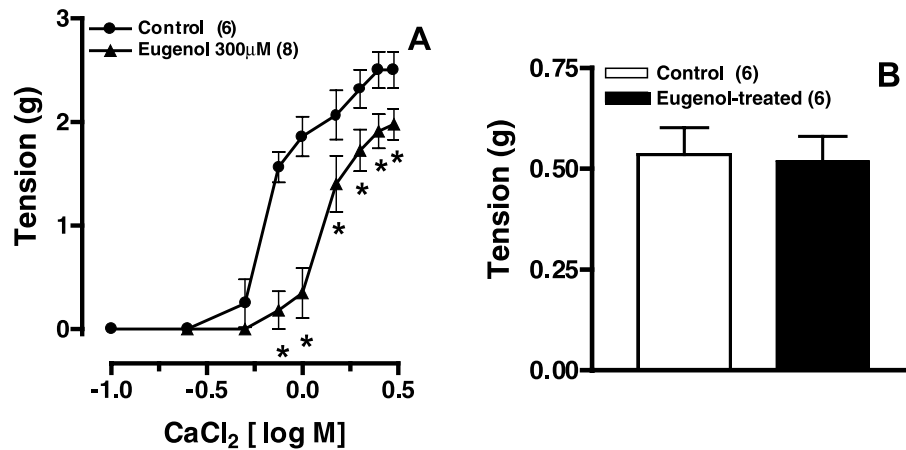 Control (6)
Eugenol 300μM (8)
A
Tension (g)
3
2
1
0
* * * * * *
-1.0 -0.5 0.0 0.5
CaCl₂ [ log M]
B
Control (6)
Eugenol-treated (6)
Tension (g)
0.75
0.50
0.25
0.00